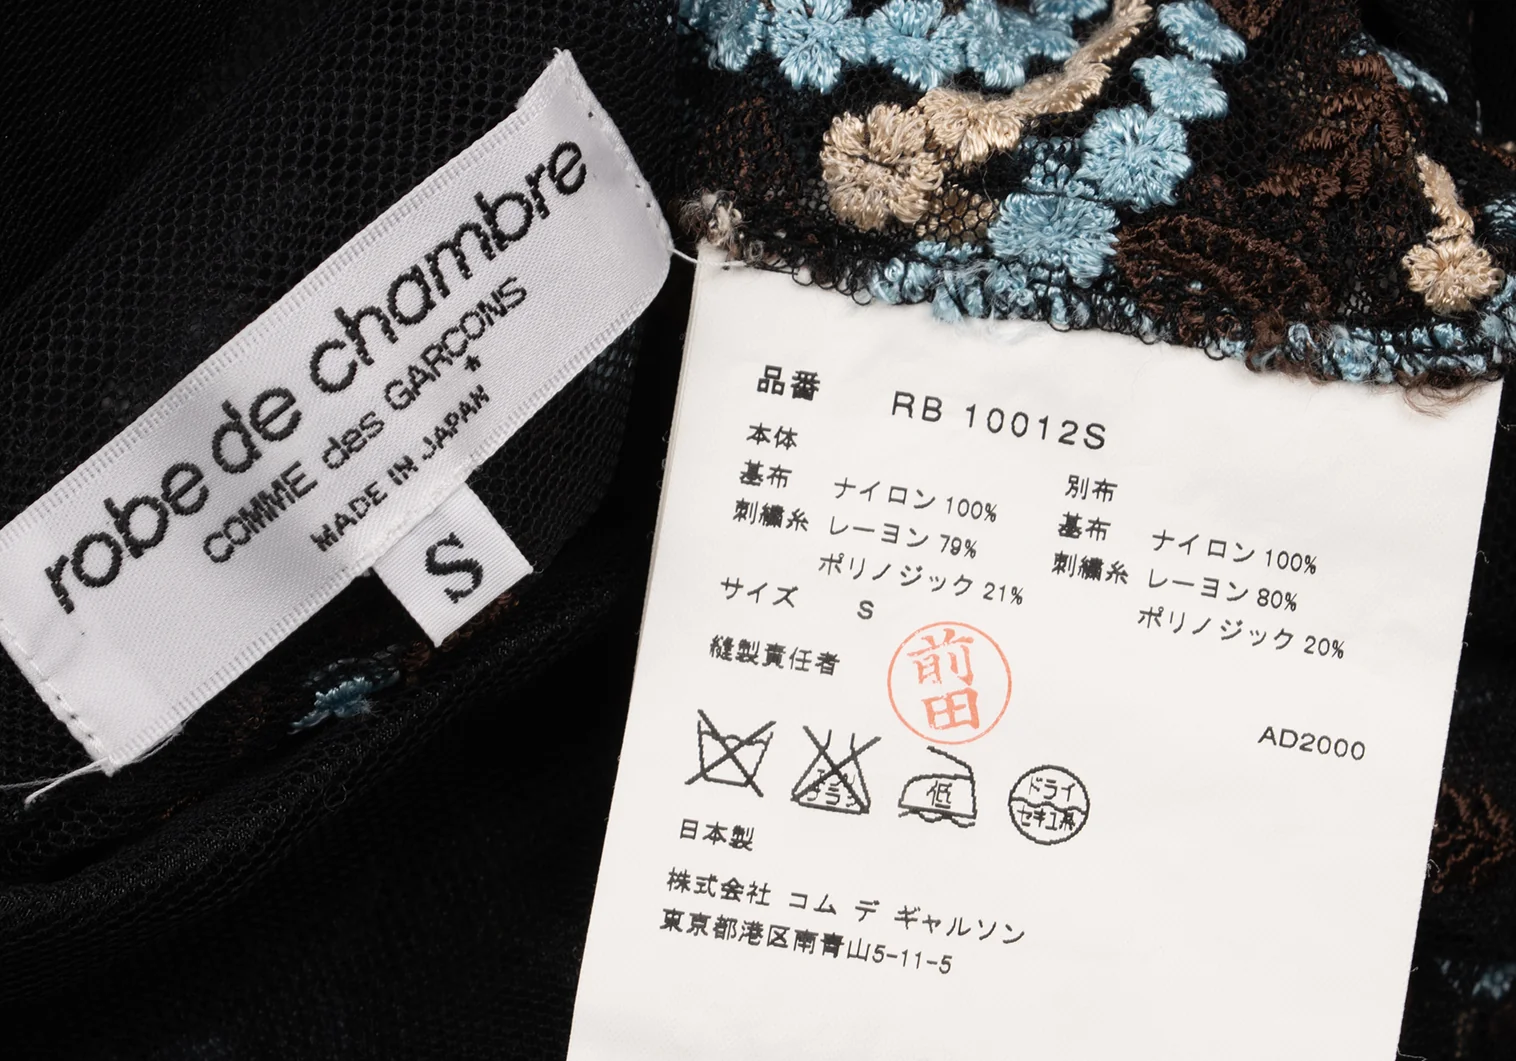 robe de chambre
COMME des GARCONS
MADE IN JAPAN
S
品番 RB 10012S
本体
基布 ナイロン 100%
刺繍糸 レーヨン 79%
ポリノジック 21%
別布
基布 ナイロン 100%
刺繍糸 レーヨン 80%
ポリノジック 20%
サイズ S
縫製責任者 前田
AD2000
低
ドライ
セキユ系
日本製
株式会社 コム デ ギャルソン
東京都港区南青山5-11-5